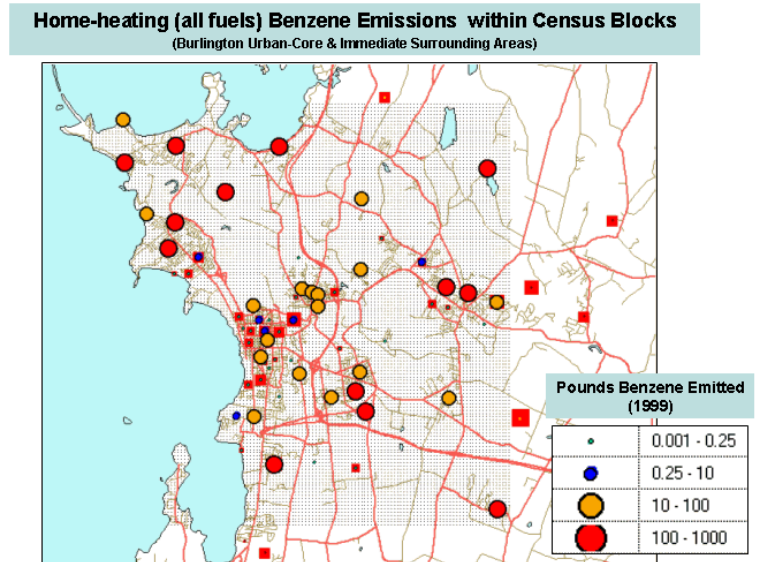 Home-heating (all fuels) Benzene Emissions within Census Blocks
(Burlington Urban-Core & Immediate Surrounding Areas)
Pounds Benzene Emitted
(1999)
0.001 - 0.25
0.25 - 10
10 - 100
100 - 1000